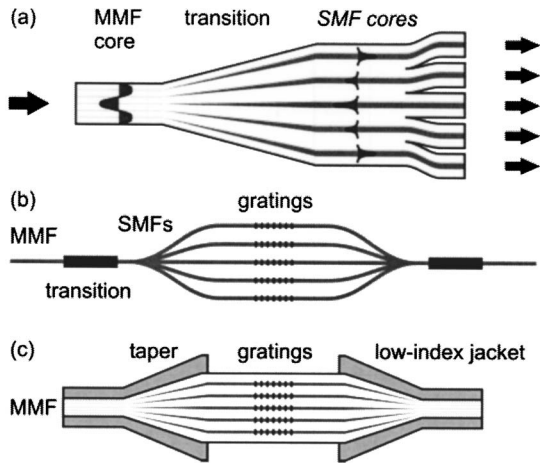 (a)
MMF
core
transition
SMF cores
(b)
gratings
SMFs
MMF
transition
(c)
taper
gratings
low-index jacket
MMF